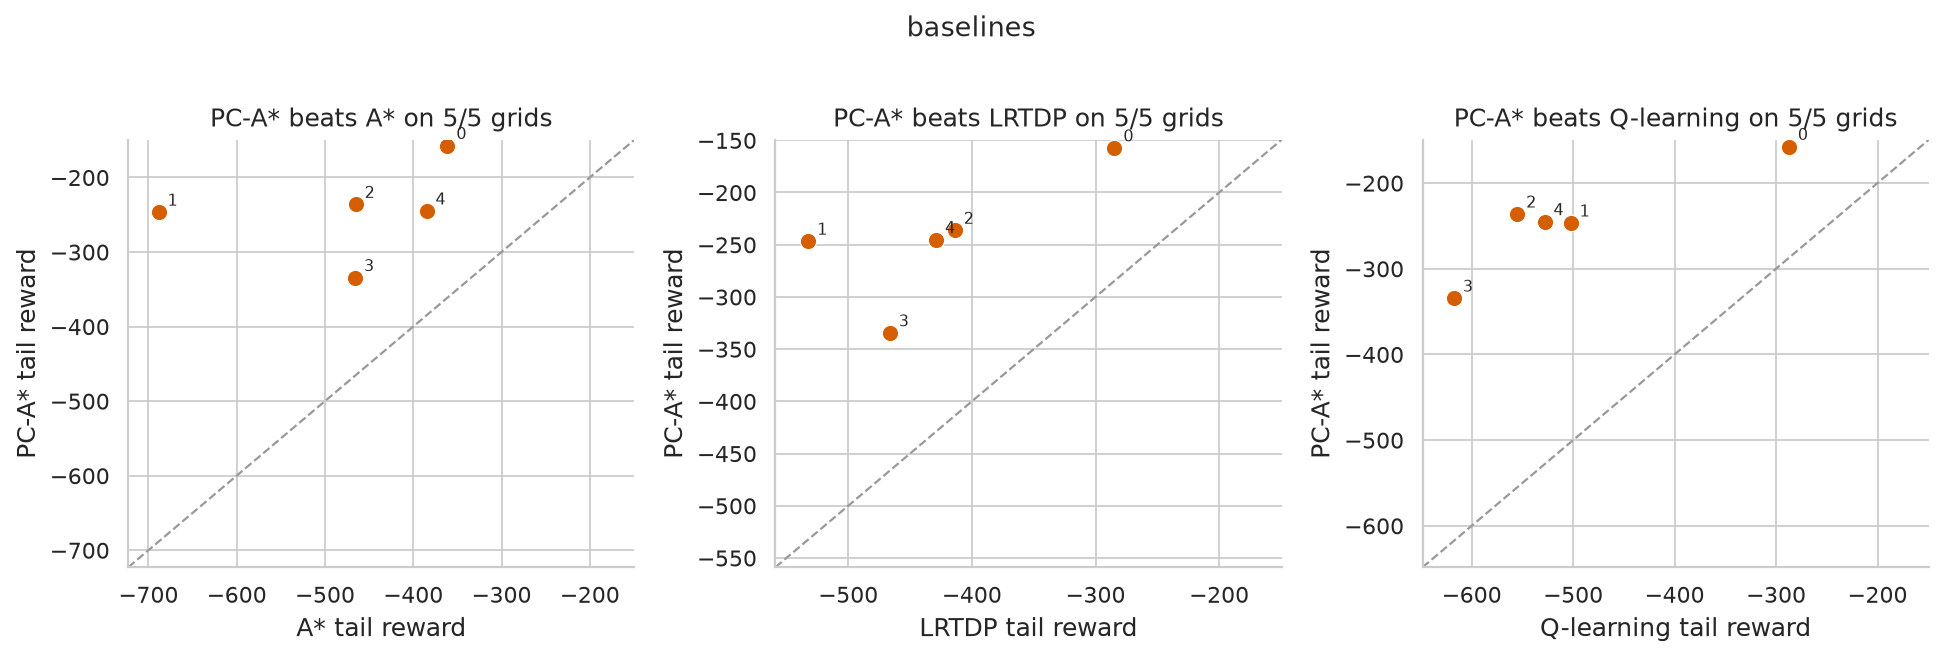 baselines
PC-A* beats A* on 5/5 grids
0
1
2
4
3
−200
−300
−400
−500
−600
−700
PC-A* tail reward
−700 −600 −500 −400 −300 −200
A* tail reward
PC-A* beats LRTDP on 5/5 grids
0
1
4
2
3
−150
−200
−250
−300
−350
−400
−450
−500
−550
PC-A* tail reward
−500 −400 −300 −200
LRTDP tail reward
PC-A* beats Q-learning on 5/5 grids
0
2
4
1
3
−200
−300
−400
−500
−600
PC-A* tail reward
−600 −500 −400 −300 −200
Q-learning tail reward